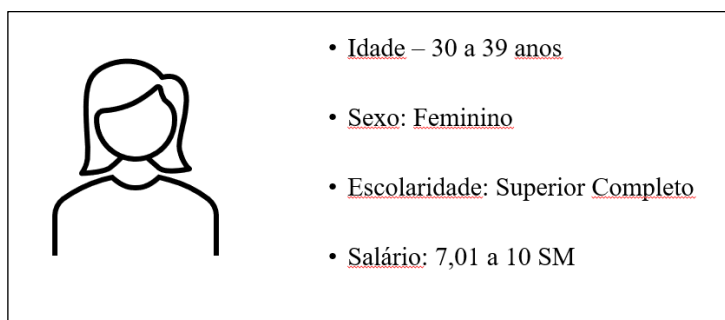 • Idade – 30 a 39 anos
• Sexo: Feminino
• Escolaridade: Superior Completo
• Salário: 7,01 a 10 SM